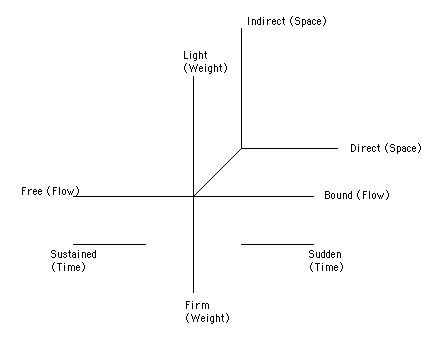 Indirect (Space)
Light
(Weight)
Direct (Space)
Free (Flow)
Bound (Flow)
Sustained
(Time)
Sudden
(Time)
Firm
(Weight)